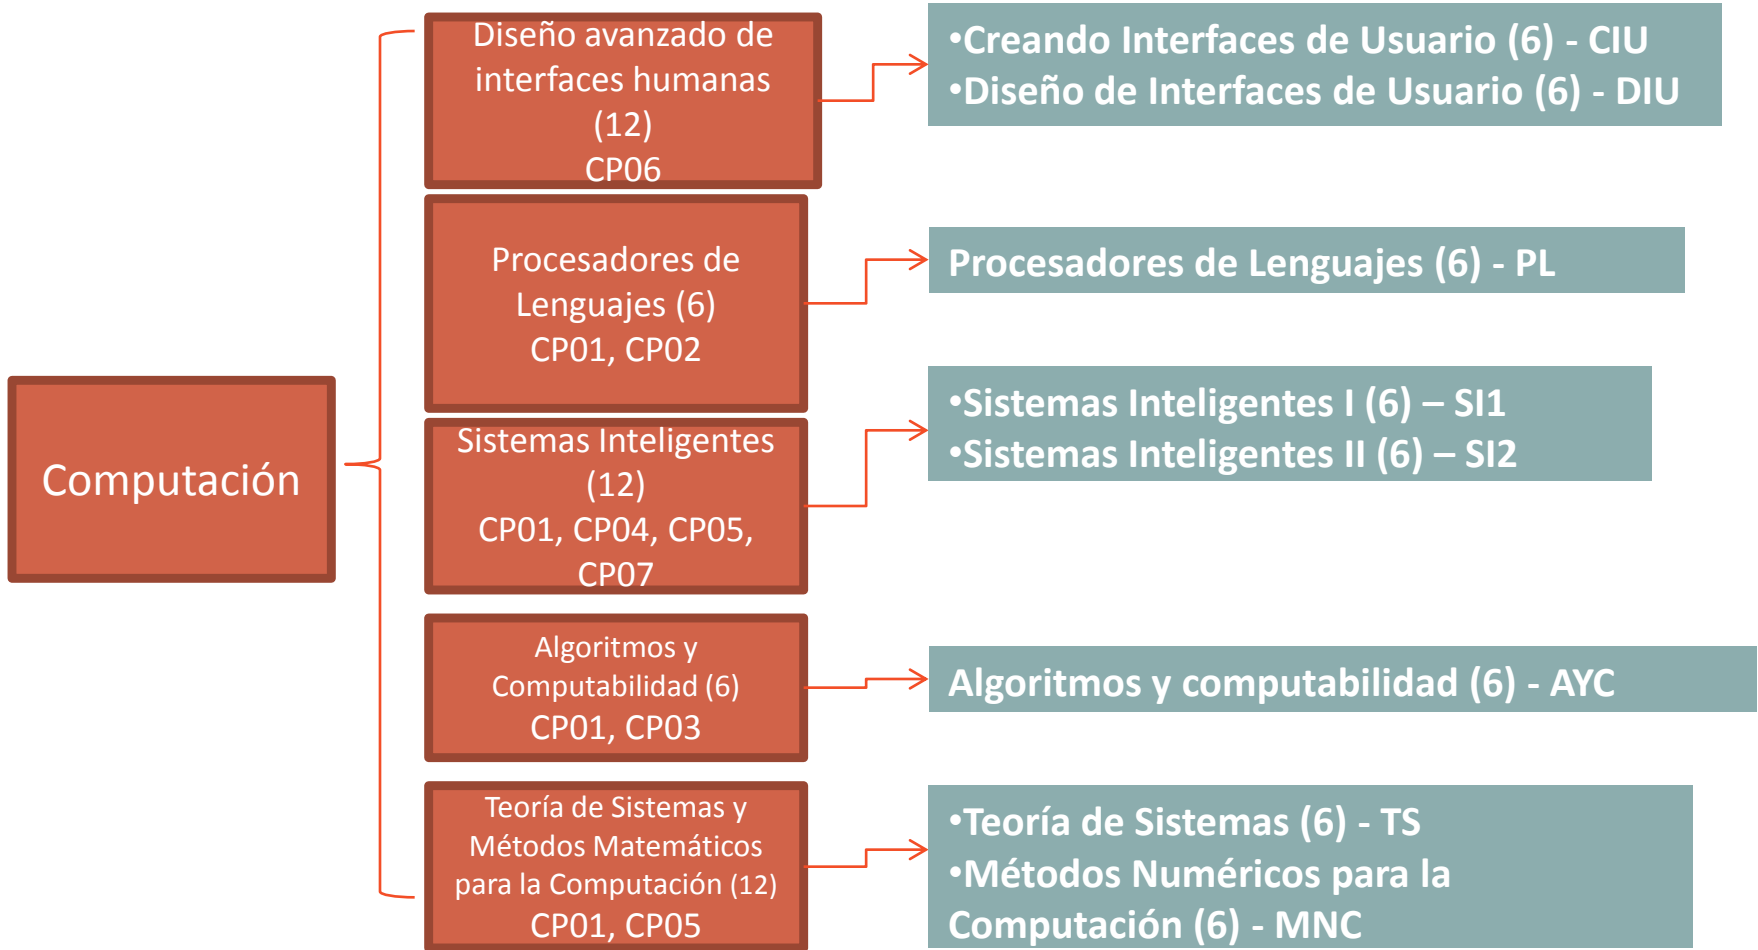 Computación
Diseño avanzado de
interfaces humanas
(12)
CP06
•Creando Interfaces de Usuario (6) - CIU
•Diseño de Interfaces de Usuario (6) - DIU
Procesadores de
Lenguajes (6)
CP01, CP02
Procesadores de Lenguajes (6) - PL
Sistemas Inteligentes
(12)
CP01, CP04, CP05,
CP07
•Sistemas Inteligentes I (6) – SI1
•Sistemas Inteligentes II (6) – SI2
Algoritmos y
Computabilidad (6)
CP01, CP03
Algoritmos y computabilidad (6) - AYC
Teoría de Sistemas y
Métodos Matemáticos
para la Computación (12)
CP01, CP05
•Teoría de Sistemas (6) - TS
•Métodos Numéricos para la
Computación (6) - MNC